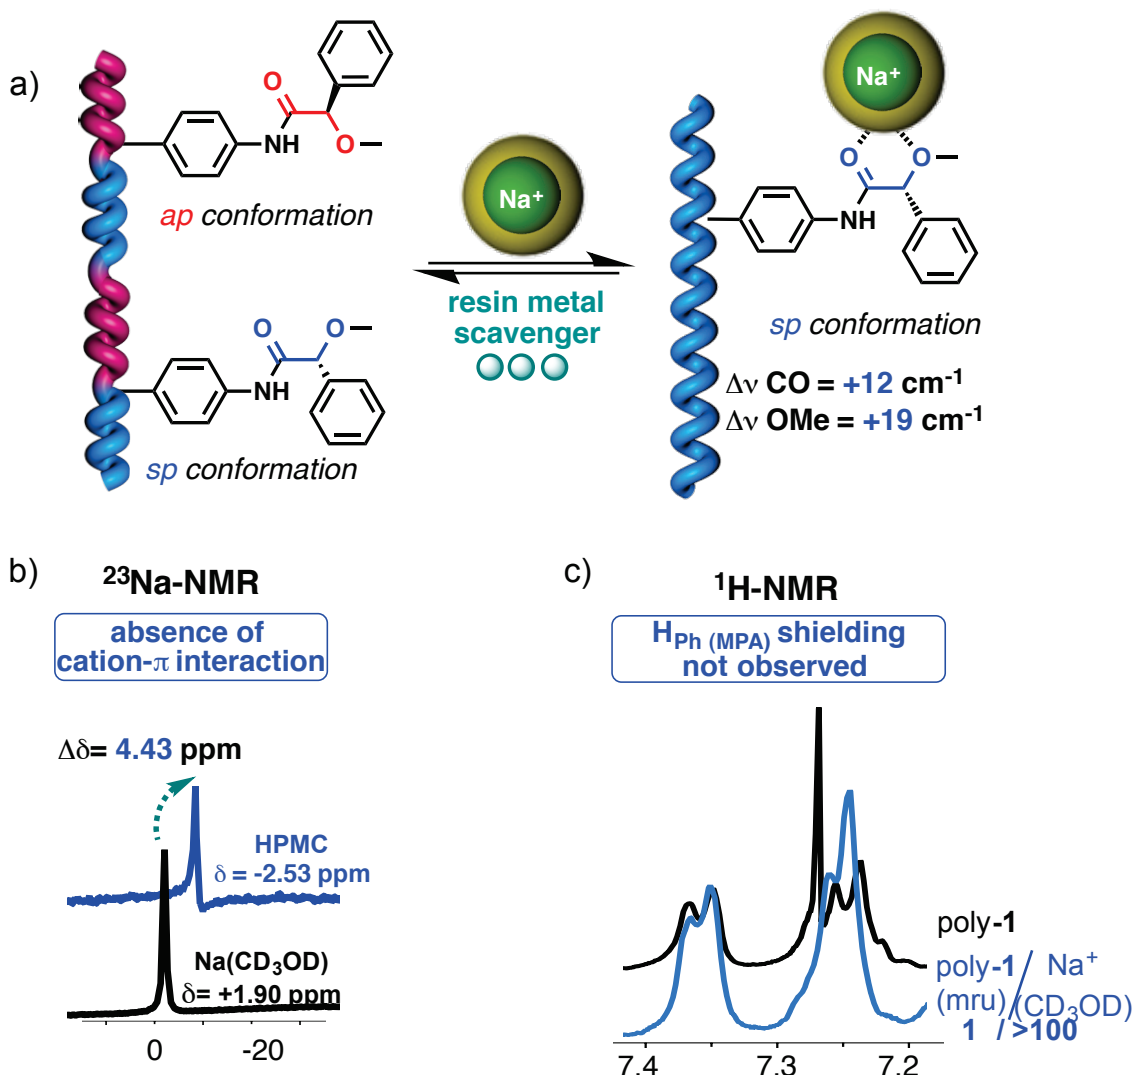 a)
O
O
NH
ap conformation
O
O
NH
sp conformation
Na⁺
resin metal
scavenger
Na⁺
O
O
NH
sp conformation
Δν CO = +12 cm⁻¹
Δν OMe = +19 cm⁻¹
b)
²³Na-NMR
absence of
cation-π interaction
Δδ= 4.43 ppm
HPMC
δ = -2.53 ppm
Na(CD₃OD)
δ= +1.90 ppm
0
-20
c)
¹H-NMR
H_Ph (MPA) shielding
not observed
poly-1
poly-1 / Na⁺
(mru) (CD₃OD)
1 / >100
7.4
7.3
7.2